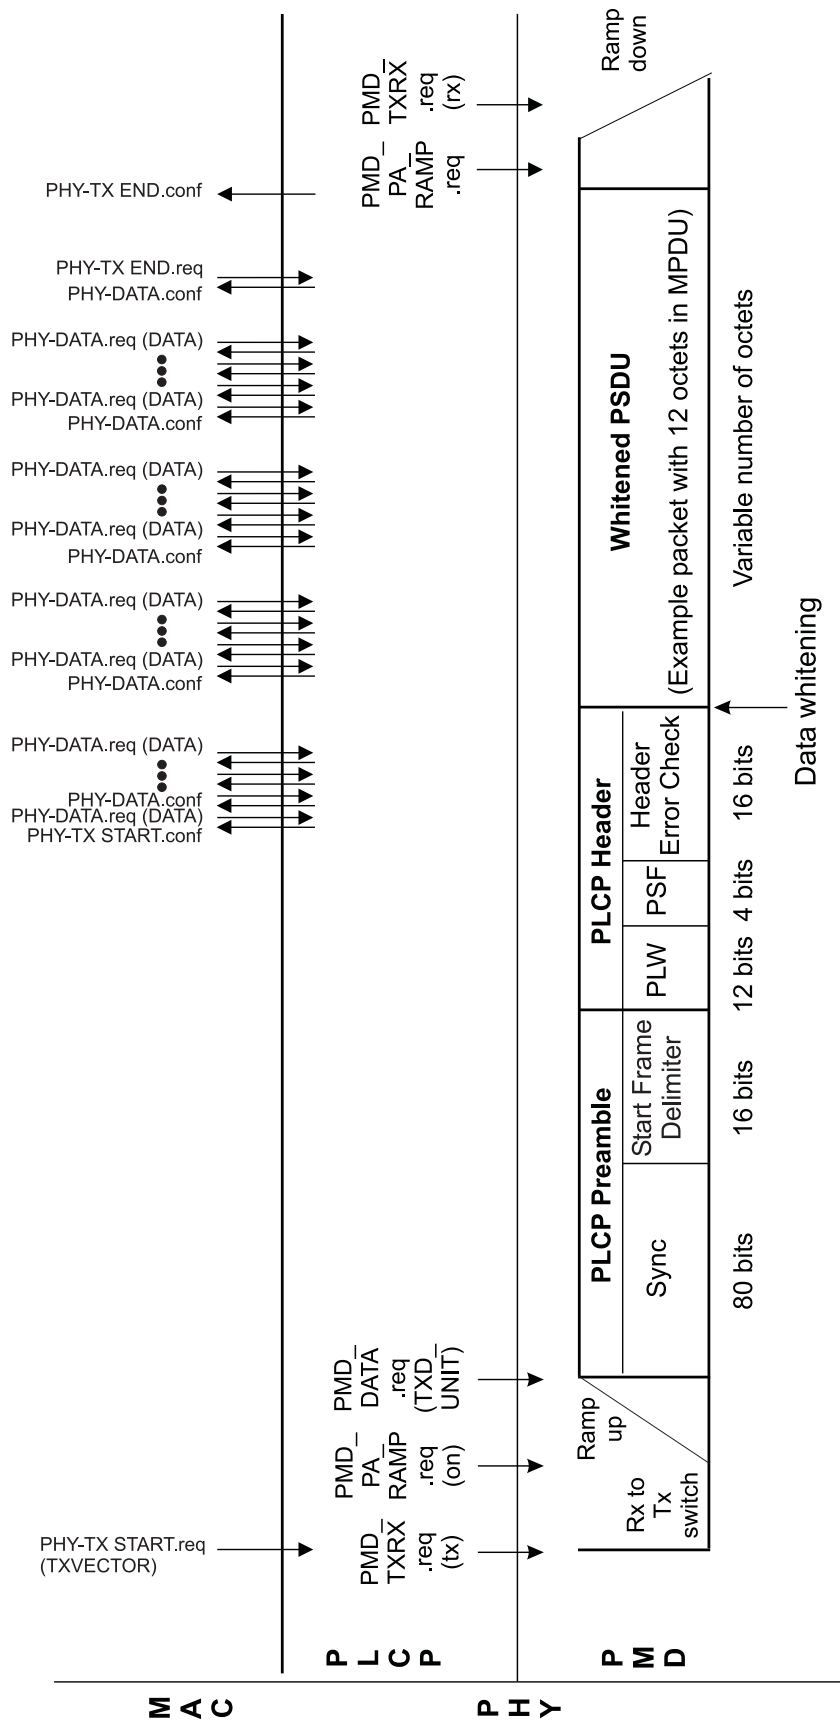 PHY-TX END.conf
PHY-TX END.req
PHY-DATA.conf
PHY-DATA.req (DATA)
PHY-DATA.req (DATA)
PHY-DATA.conf
PHY-DATA.req (DATA)
PHY-DATA.req (DATA)
PHY-DATA.conf
PHY-DATA.req (DATA)
PHY-DATA.req (DATA)
PHY-DATA.conf
PHY-DATA.req (DATA)
PHY-DATA.conf
PHY-DATA.req (DATA)
PHY-TX START.conf
PHY-TX START.req
(TXVECTOR)
MAC
PMD_
TXRX
.req
(rx)
PMD_
PA_
RAMP
.req
PMD_
DATA
.req
(TXD_
UNIT)
PMD_
PA_
RAMP
.req
(on)
PMD_
TXRX
.req
(tx)
PLCP
PHY
Ramp
down
Whitened PSDU
(Example packet with 12 octets in MPDU)
Variable number of octets
Data whitening
PLCP Header
Header
Error Check
16 bits
PSF
4 bits
PLW
12 bits
PLCP Preamble
Start Frame
Delimiter
16 bits
Sync
80 bits
Ramp
up
Rx to
Tx
switch
PMD